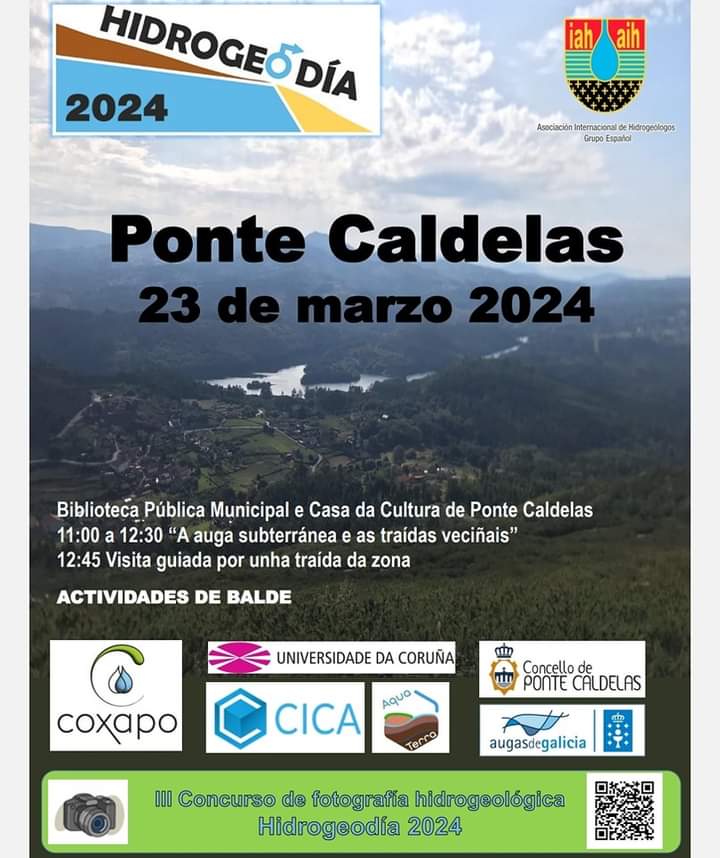 HIDROGEODÍA
2024
iah aih
Asociación Internacional de Hidrogeólogos
Grupo Español
Ponte Caldelas
23 de marzo 2024
Biblioteca Pública Municipal e Casa da Cultura de Ponte Caldelas
11:00 a 12:30 “A auga subterránea e as traídas veciñais”
12:45 Visita guiada por unha traída da zona
ACTIVIDADES DE BALDE
coxapo
UNIVERSIDADE DA CORUÑA
Concello de
PONTE CALDELAS
CICA
Aqua
Terra
augasdegalicia
III Concurso de fotografía hidrogeológica
Hidrogeodía 2024